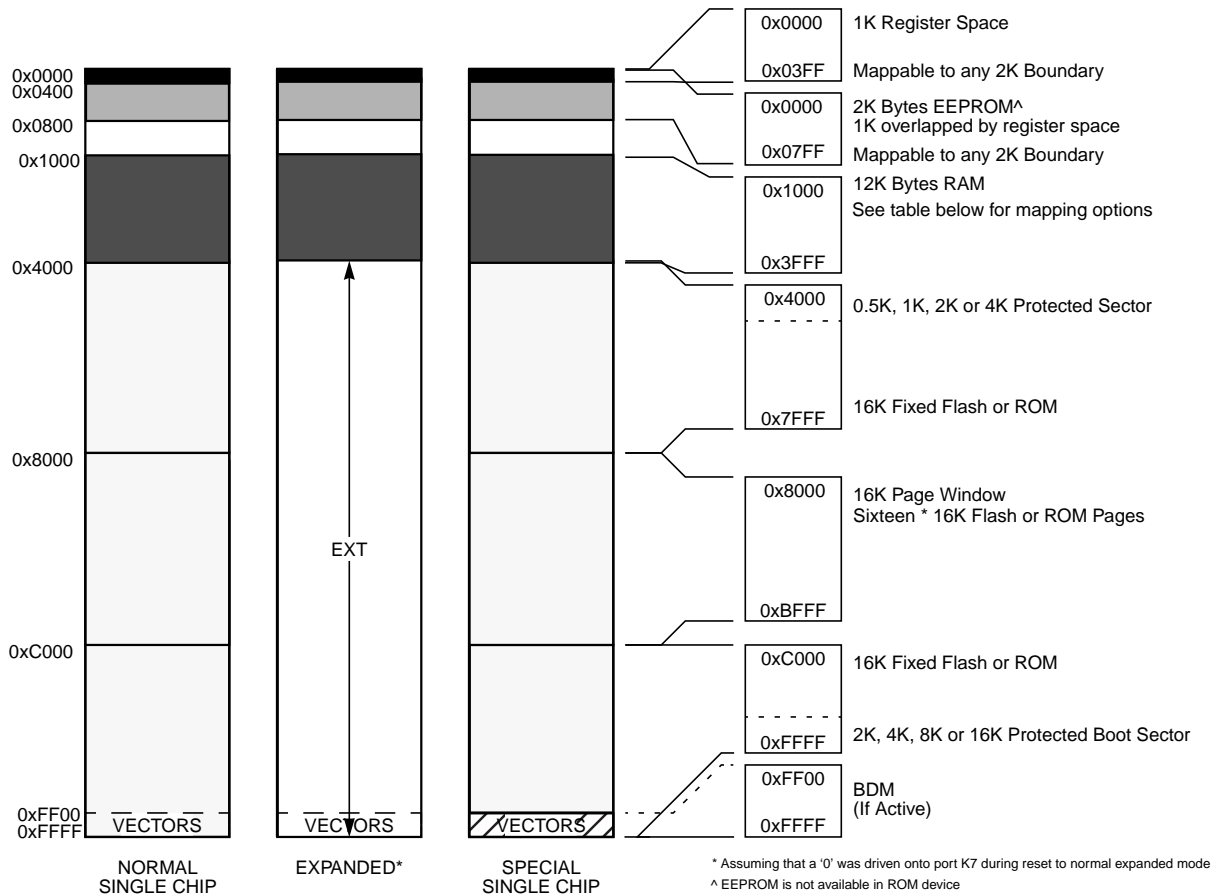 0x0000
0x0400
0x0800
0x1000
0x4000
0x8000
0xC000
0xFF00
0xFFFF
VECTORS
NORMAL
SINGLE CHIP
EXT
VECTORS
EXPANDED*
VECTORS
SPECIAL
SINGLE CHIP
0x0000 1K Register Space
0x03FF Mappable to any 2K Boundary
0x0000 2K Bytes EEPROM^
1K overlapped by register space
0x07FF Mappable to any 2K Boundary
0x1000 12K Bytes RAM
See table below for mapping options
0x3FFF
0x4000 0.5K, 1K, 2K or 4K Protected Sector
0x7FFF 16K Fixed Flash or ROM
0x8000 16K Page Window
Sixteen * 16K Flash or ROM Pages
0xBFFF
0xC000 16K Fixed Flash or ROM
0xFFFF 2K, 4K, 8K or 16K Protected Boot Sector
0xFF00 BDM
(If Active)
0xFFFF
* Assuming that a ‘0’ was driven onto port K7 during reset to normal expanded mode
^ EEPROM is not available in ROM device